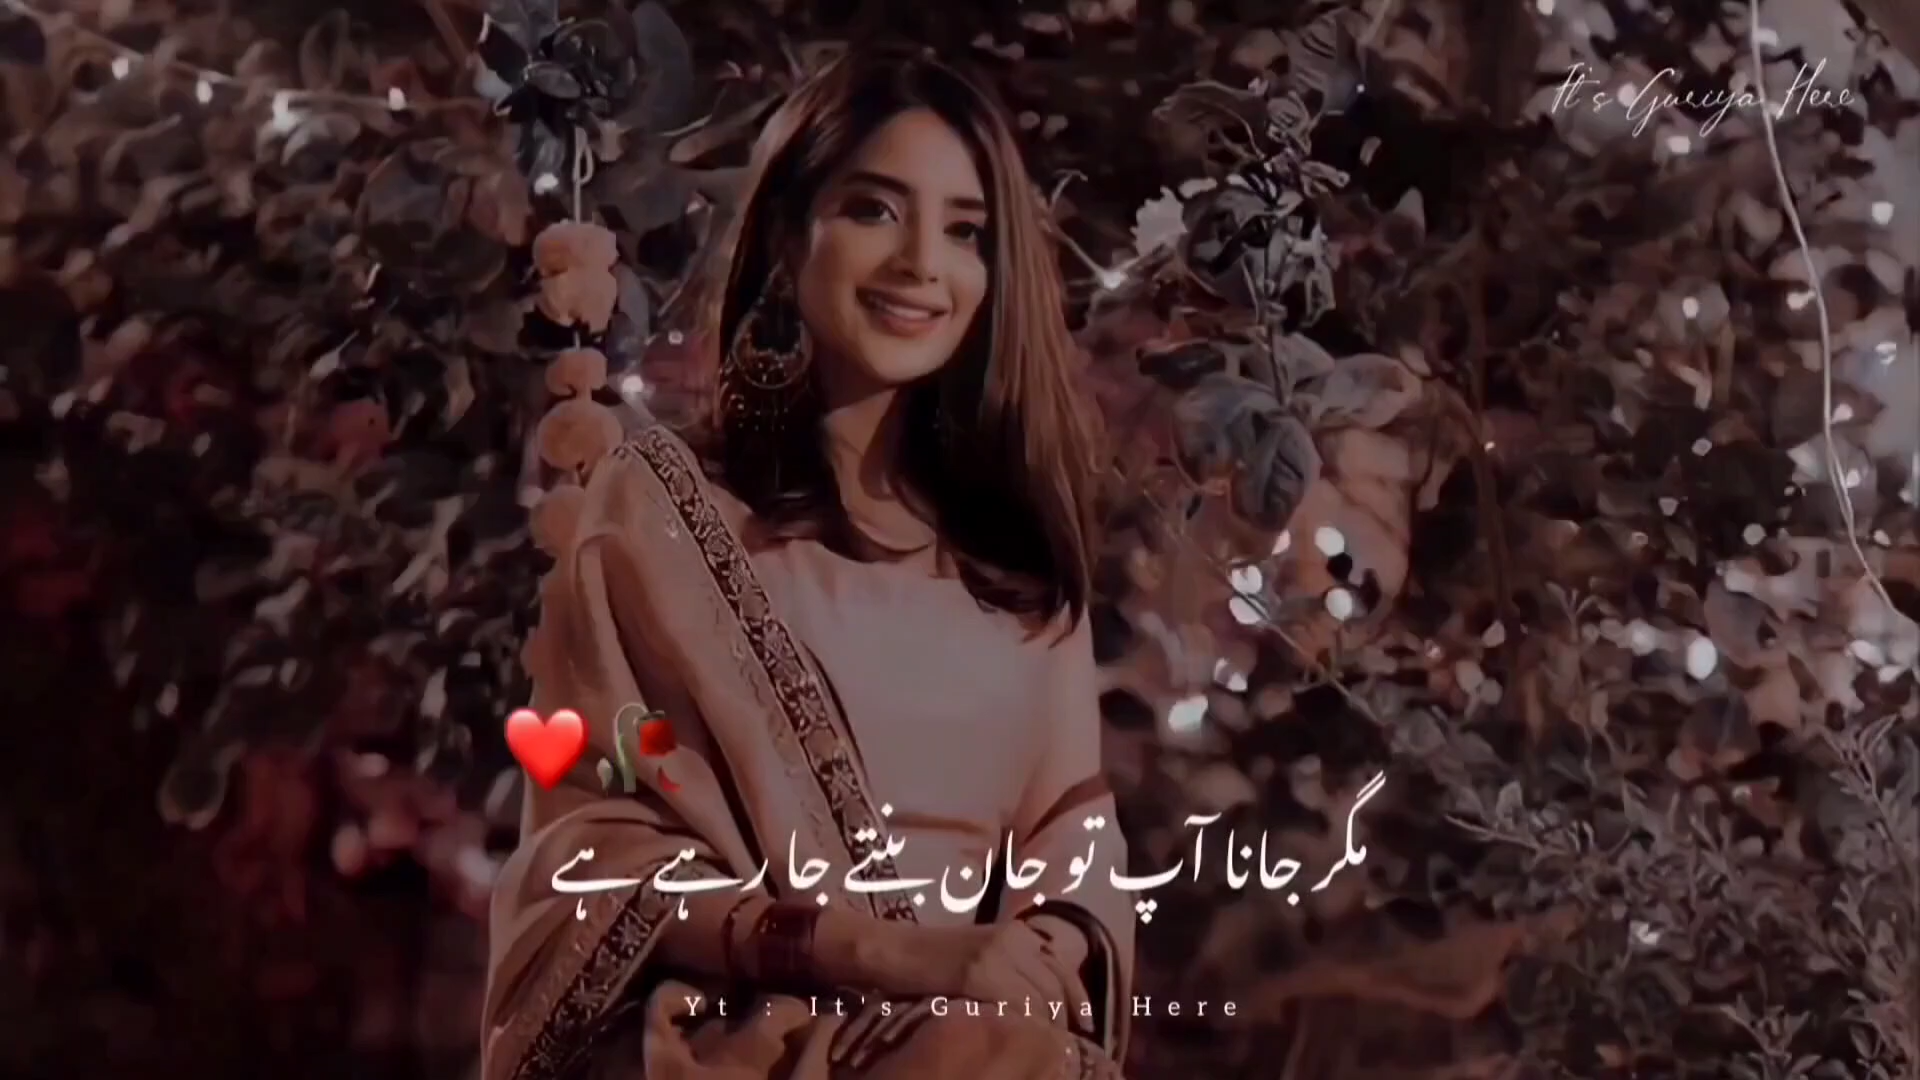 It's Guriya Here
❤️🥀
مگر جانا آپ تو جان بنتے جا رہے ہے
Yt : It's Guriya Here